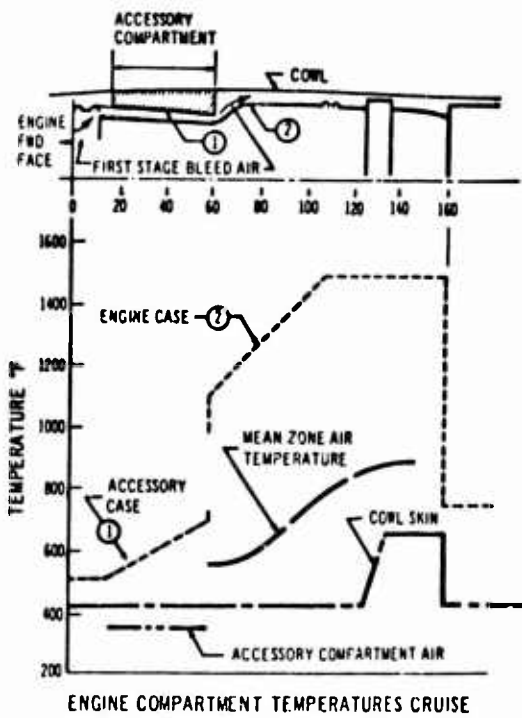 ACCESSORY
COMPARTMENT
COWL
ENGINE
FWD
FACE
1
2
FIRST STAGE BLEED AIR
0 20 40 60 80 100 120 140 160
1600
1400
1200
1000
800
600
400
200
TEMPERATURE °F
ENGINE CASE 2
MEAN ZONE AIR
TEMPERATURE
ACCESSORY
CASE
1
COWL SKIN
ACCESSORY COMPARTMENT AIR
ENGINE COMPARTMENT TEMPERATURES CRUISE